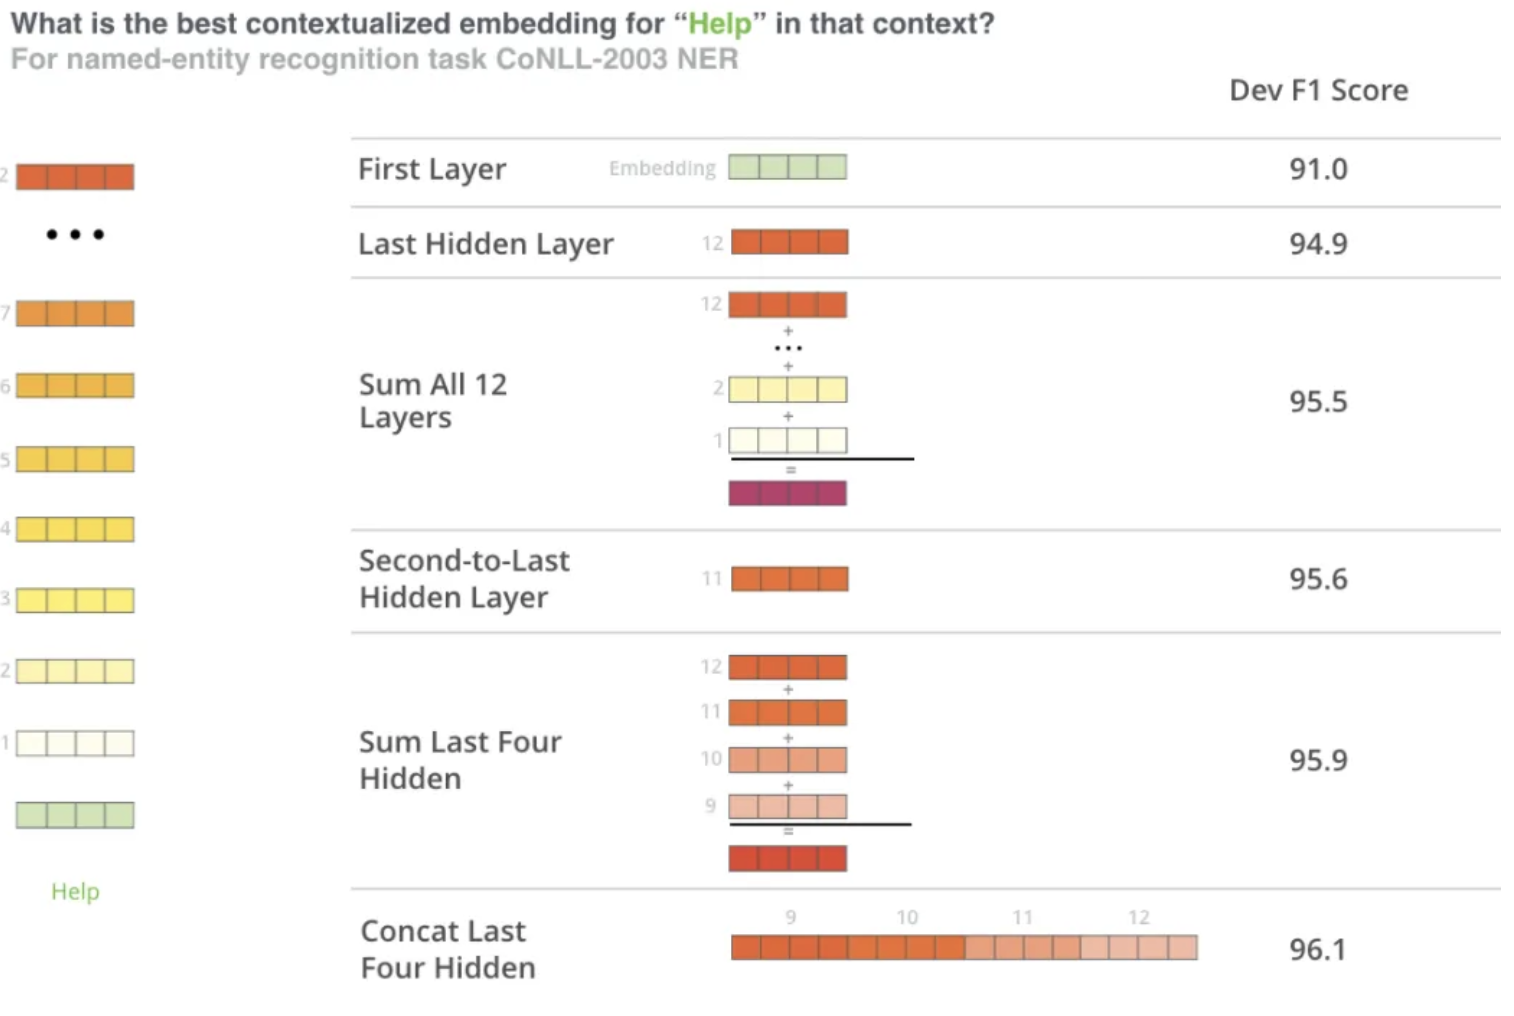 What is the best contextualized embedding for “Help” in that context?
For named-entity recognition task CoNLL-2003 NER
Dev F1 Score
2
7
6
5
4
3
2
1
Help
First Layer
Embedding
91.0
Last Hidden Layer
12
94.9
Sum All 12
Layers
12
+
...
+
2
+
1
=
95.5
Second-to-Last
Hidden Layer
11
95.6
Sum Last Four
Hidden
12
+
11
+
10
+
9
=
95.9
Concat Last
Four Hidden
9 10 11 12
96.1